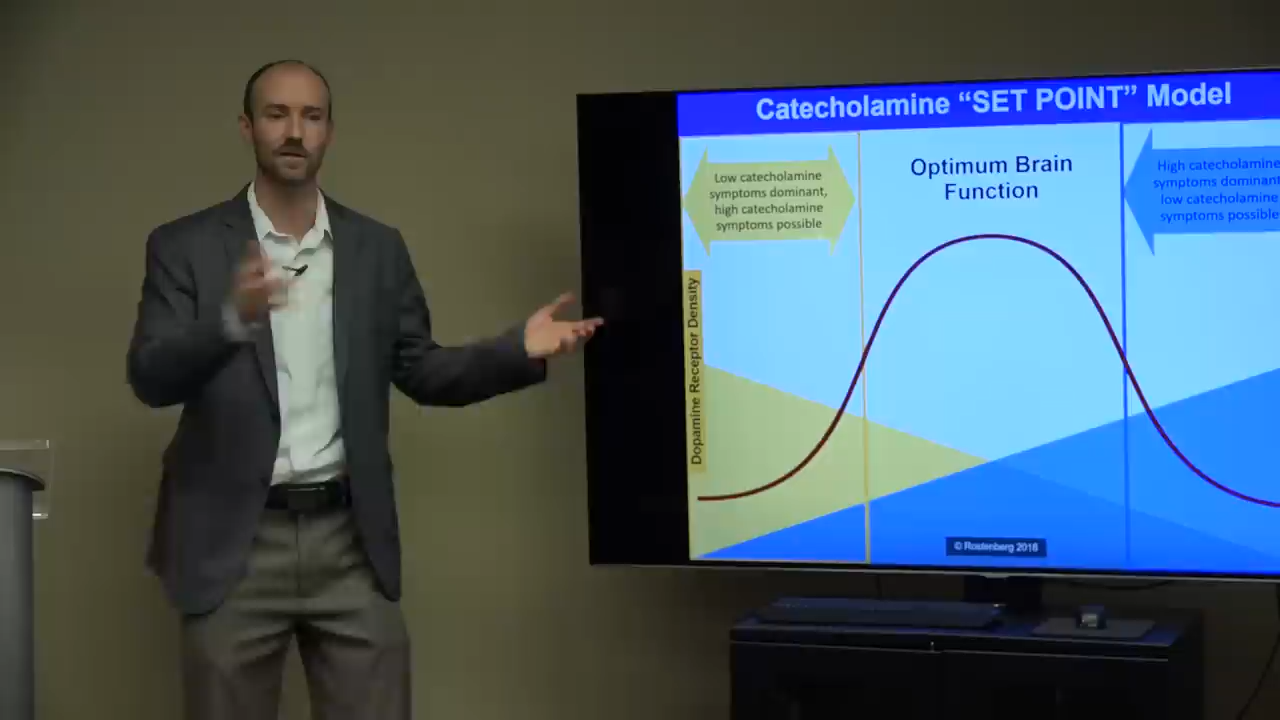 Catecholamine “SET POINT” Model
Low catecholamine
symptoms dominant,
high catecholamine
symptoms possible
Optimum Brain
Function
High catecholamine
symptoms dominant
low catecholamine
symptoms possible
Dopamine Receptor Density
© Rostenberg 2016